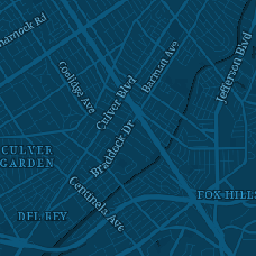 Jefferson Blvd
Barman Ave
Culver Blvd
Coolidge Ave
Braddock Dr
CULVER
GARDEN
Centinela Ave
FOX HILLS
DEL REY